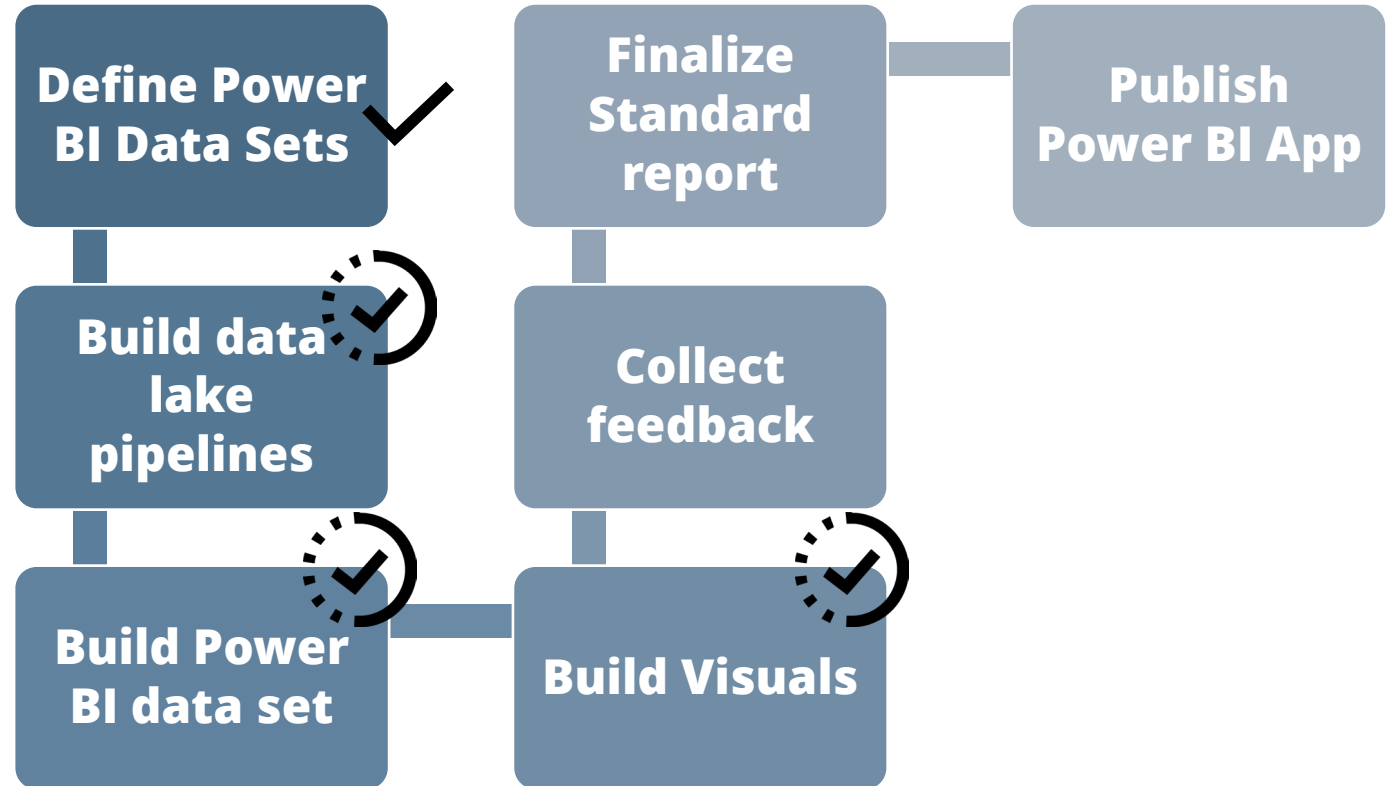 Define Power
BI Data Sets
Build data
lake
pipelines
Build Power
BI data set
Build Visuals
Collect
feedback
Finalize
Standard
report
Publish
Power BI App